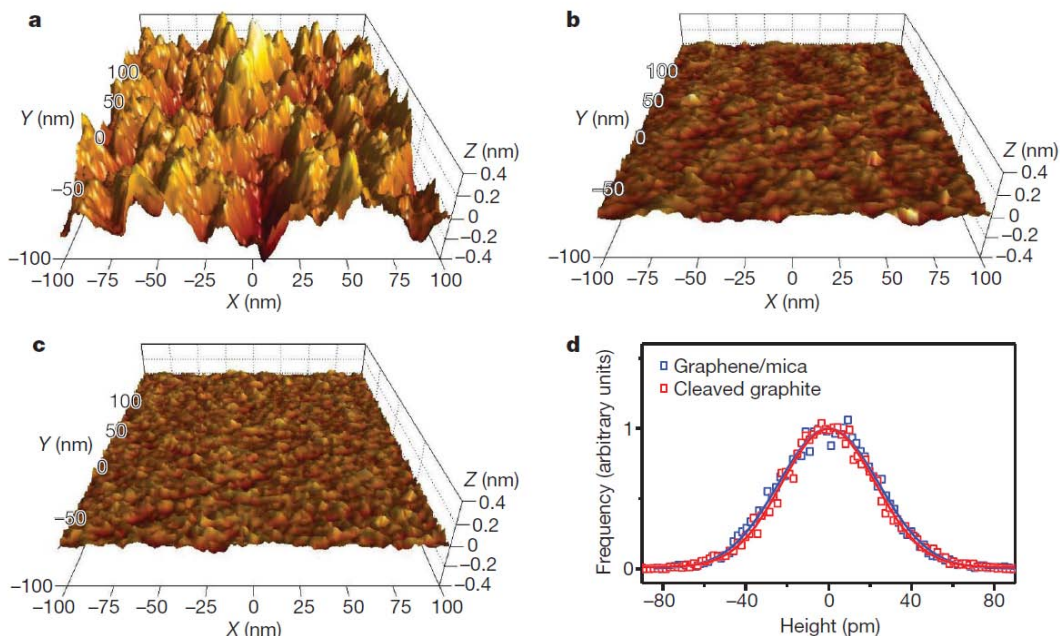 a
100
50
Y (nm)
0
−50
−100
Z (nm)
0.4
0.2
0
−0.2
−0.4
−100 −75 −50 −25 0 25 50 75 100
X (nm)
b
100
50
Y (nm)
0
−50
−100
Z (nm)
0.4
0.2
0
−0.2
−0.4
−100 −75 −50 −25 0 25 50 75 100
X (nm)
c
100
50
Y (nm)
0
−50
−100
Z (nm)
0.4
0.2
0
−0.2
−0.4
−100 −75 −50 −25 0 25 50 75 100
X (nm)
d
Graphene/mica
Cleaved graphite
Frequency (arbitrary units)
1
0
−80 −40 0 40 80
Height (pm)